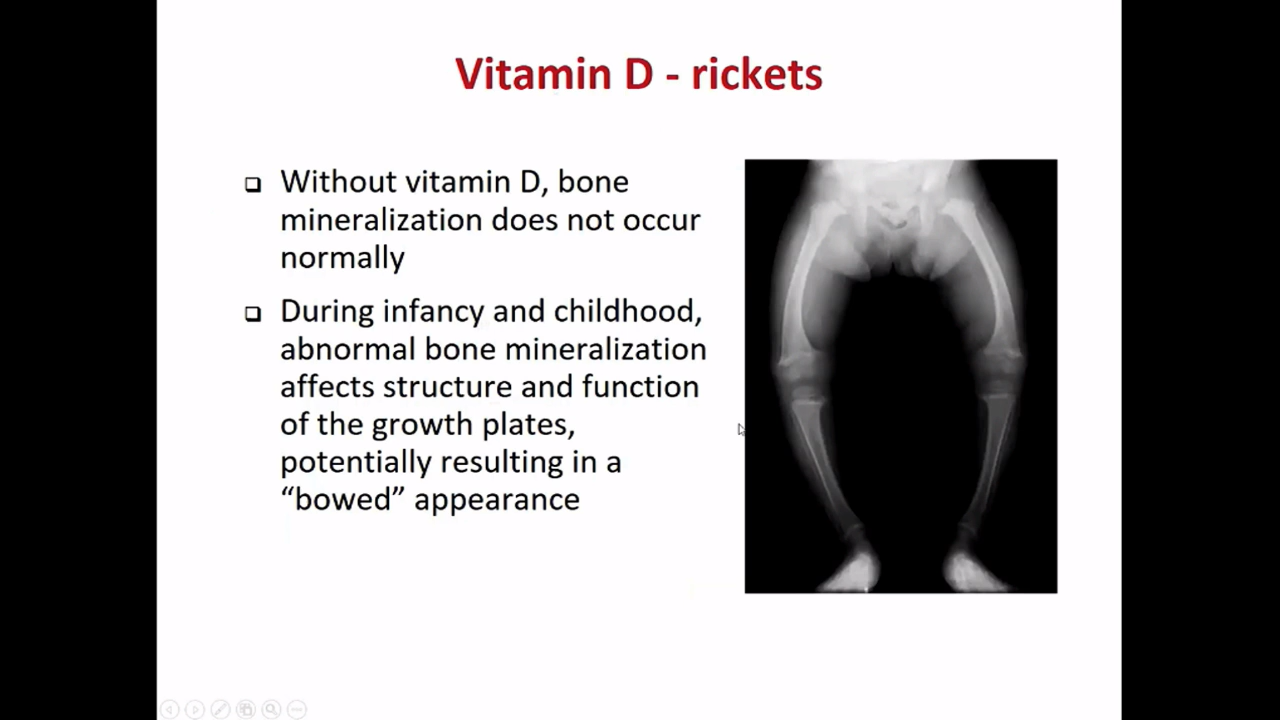 Vitamin D - rickets
Without vitamin D, bone
mineralization does not occur
normally
During infancy and childhood,
abnormal bone mineralization
affects structure and function
of the growth plates,
potentially resulting in a
“bowed” appearance